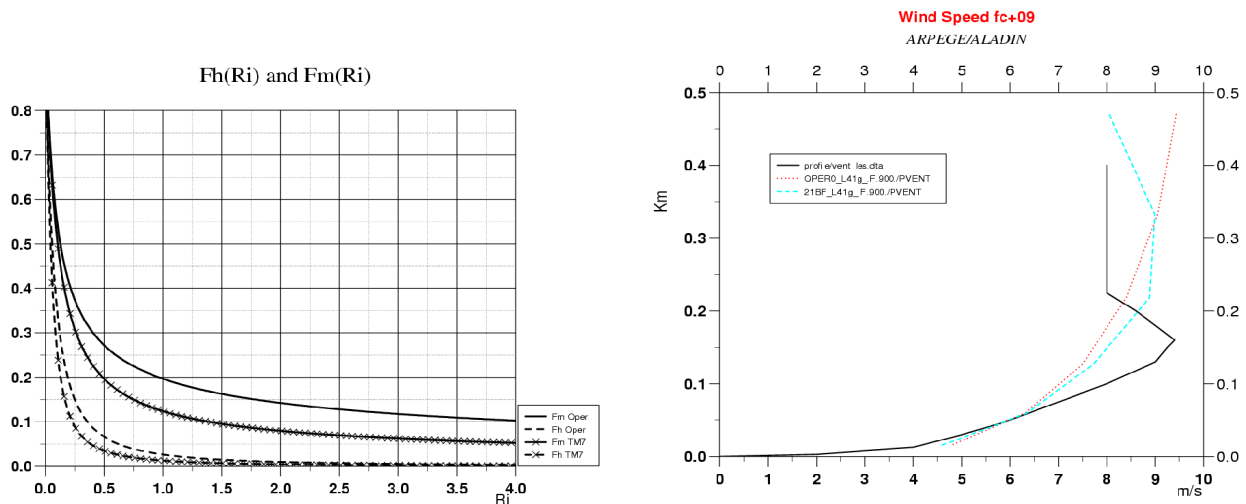 Wind Speed fc+09
ARPEGE/ALADIN
Fh(Ri) and Fm(Ri)
0 1 2 3 4 5 6 7 8 9 10
0.8
0.7
0.6
0.5
0.4
0.3
0.2
0.1
0.0
0.0 0.5 1.0 1.5 2.0 2.5 3.0 3.5 4.0
Ri
Fm Oper
Fh Oper
Fm TM7
Fh TM7
0.5 0.5
0.4 0.4
0.3 0.3
0.2 0.2
0.1 0.1
0.0 0.0
Km
profile/vent_les.dta
OPER0_L41g_.F.900./PVENT
21BF_L41g_.F.900./PVENT
0 1 2 3 4 5 6 7 8 9 10
m/s